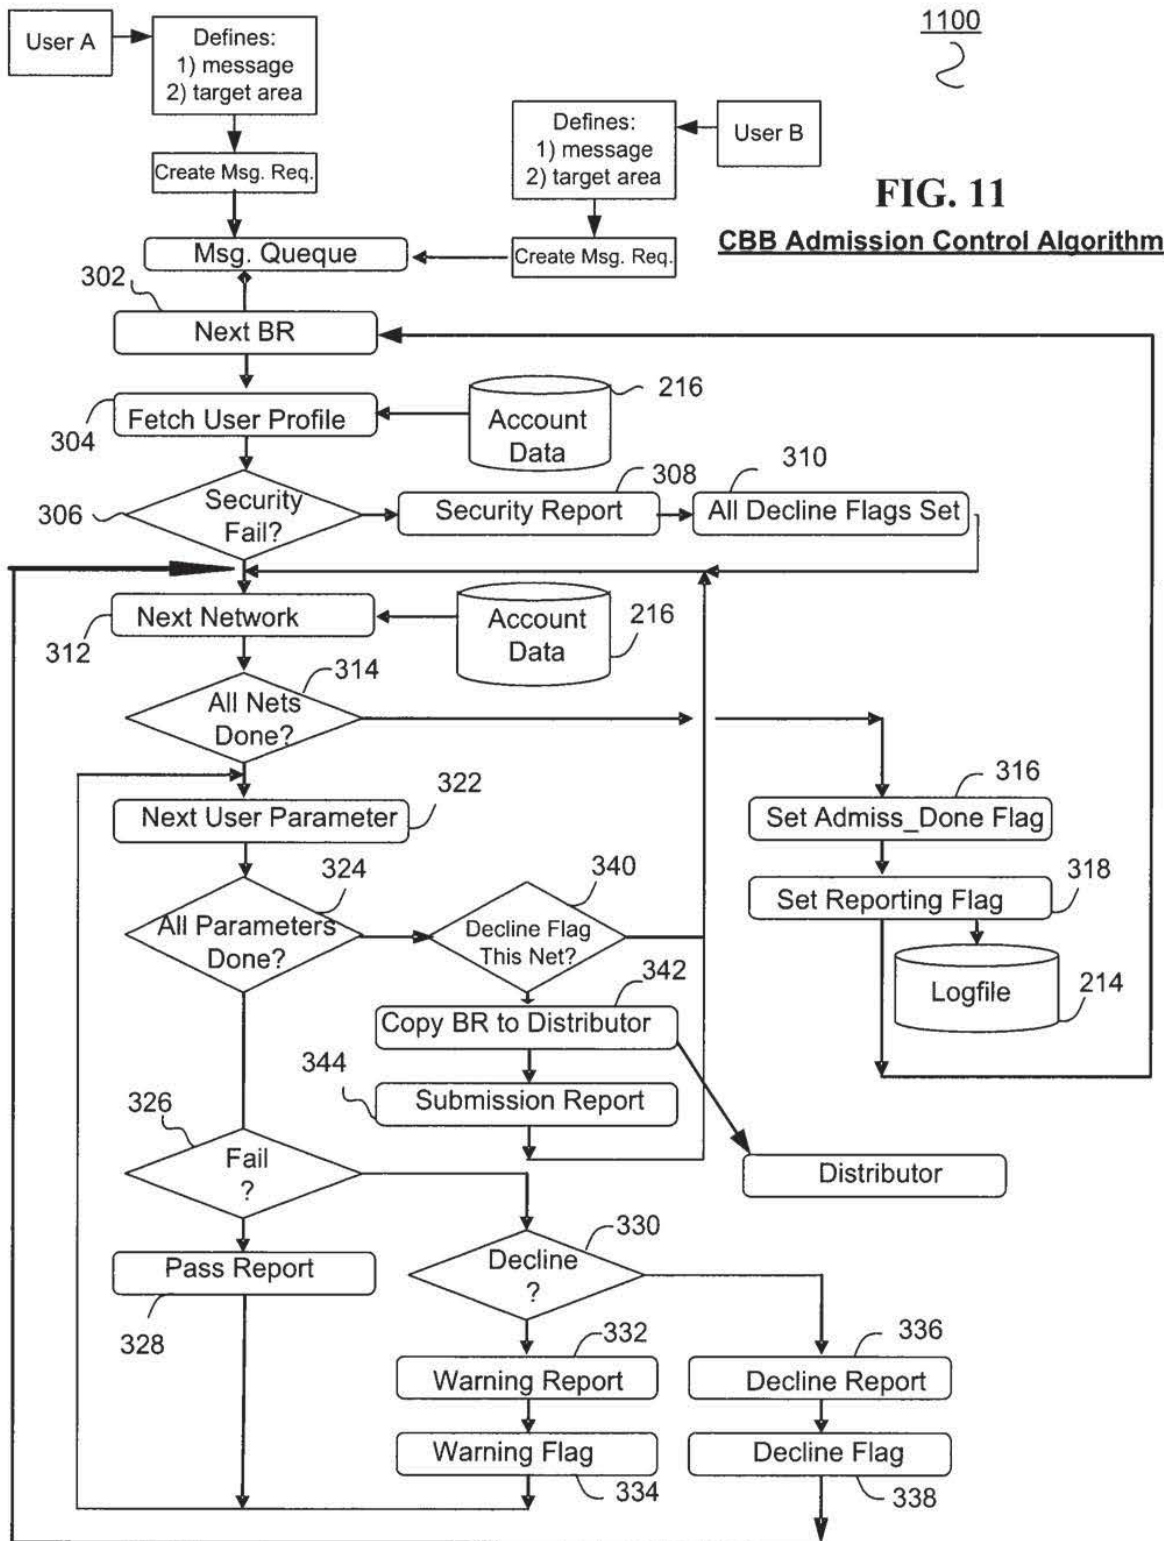 1100
User A
Defines:
1) message
2) target area
Create Msg. Req.
Defines:
1) message
2) target area
User B
Create Msg. Req.
FIG. 11
CBB Admission Control Algorithm
Msg. Queque
302
Next BR
304
Fetch User Profile
Account
Data
216
306
Security
Fail?
308
Security Report
310
All Decline Flags Set
312
Next Network
Account
Data
216
314
All Nets
Done?
316
Set Admiss_Done Flag
318
Set Reporting Flag
Logfile
214
322
Next User Parameter
324
All Parameters
Done?
340
Decline Flag
This Net?
342
Copy BR to Distributor
344
Submission Report
Distributor
326
Fail
?
Pass Report
328
330
Decline
?
332
Warning Report
Warning Flag
334
336
Decline Report
Decline Flag
338